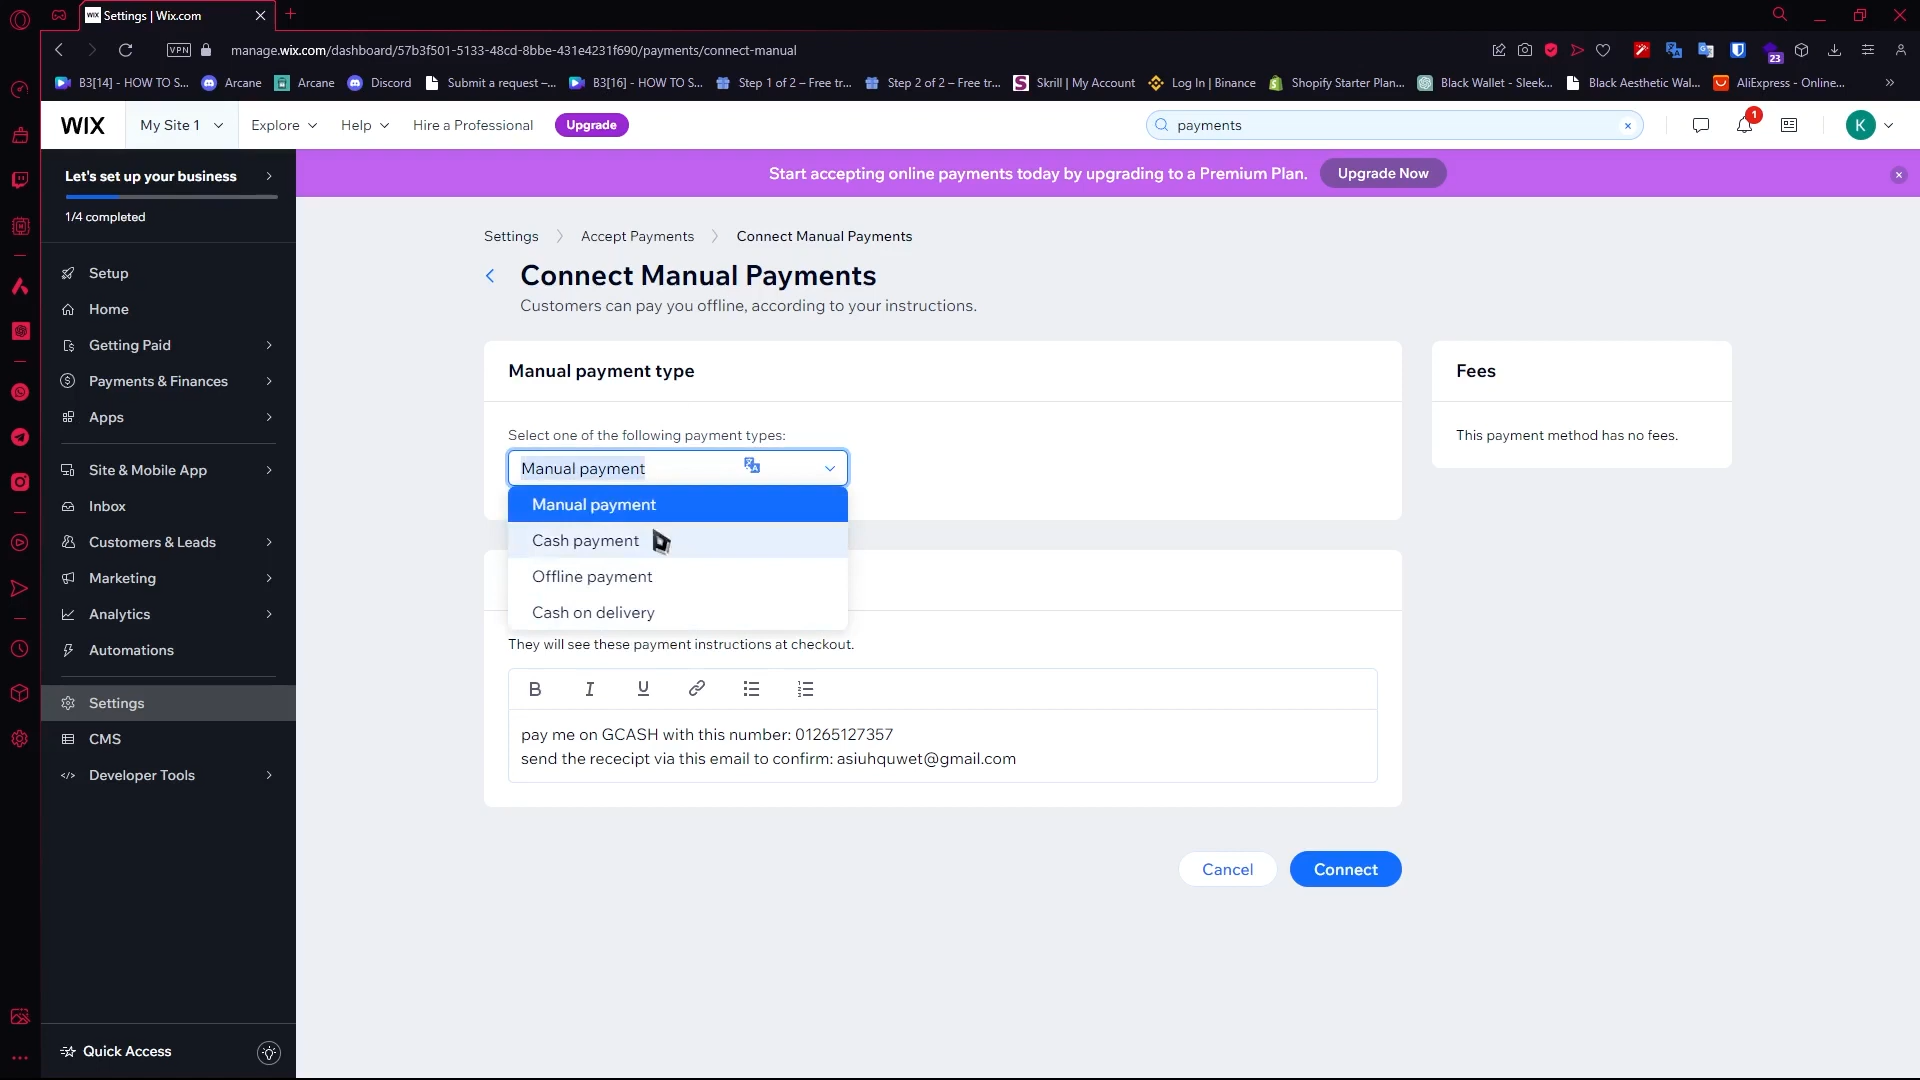 WIX Settings | Wix.com
VPN manage.wix.com/dashboard/57b3f501-5133-48cd-8bbe-431e4231f690/payments/connect-manual
23
B3[14] - HOW TO S... Arcane Arcane Discord Submit a request –... B3[16] - HOW TO S... Step 1 of 2 – Free tr... Step 2 of 2 – Free tr... Skrill | My Account Log In | Binance Shopify Starter Plan... Black Wallet - Sleek... Black Aesthetic Wal... AliExpress - Online...
WIX My Site 1 Explore Help Hire a Professional Upgrade payments 1 K
Let's set up your business
1/4 completed
Start accepting online payments today by upgrading to a Premium Plan. Upgrade Now
Setup
Home
Getting Paid
Payments & Finances
Apps
Site & Mobile App
Inbox
Customers & Leads
Marketing
Analytics
Automations
Settings
CMS
Developer Tools
Quick Access
Settings Accept Payments Connect Manual Payments
Connect Manual Payments
Customers can pay you offline, according to your instructions.
Manual payment type
Select one of the following payment types:
Manual payment
Manual payment
Cash payment
Offline payment
Cash on delivery
They will see these payment instructions at checkout.
B I U
pay me on GCASH with this number: 01265127357
send the rececipt via this email to confirm: asiuhquwet@gmail.com
Cancel Connect
Fees
This payment method has no fees.